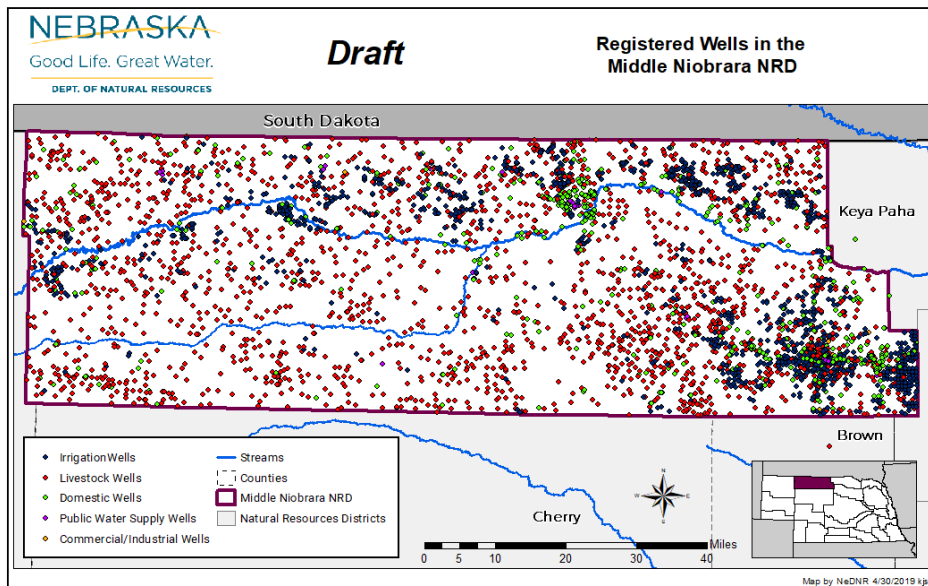 NEBRASKA
Good Life. Great Water.
DEPT. OF NATURAL RESOURCES
Draft
Registered Wells in the
Middle Niobrara NRD
South Dakota
Keya Paha
Brown
Cherry
IrrigationWells
Livestock Wells
Domestic Wells
Public Water Supply Wells
Commercial/Industrial Wells
Streams
Counties
Middle Niobrara NRD
Natural Resources Districts
N
W E
S
Miles
0 5 10 20 30 40
Map by NeDNR 4/30/2019 kjs